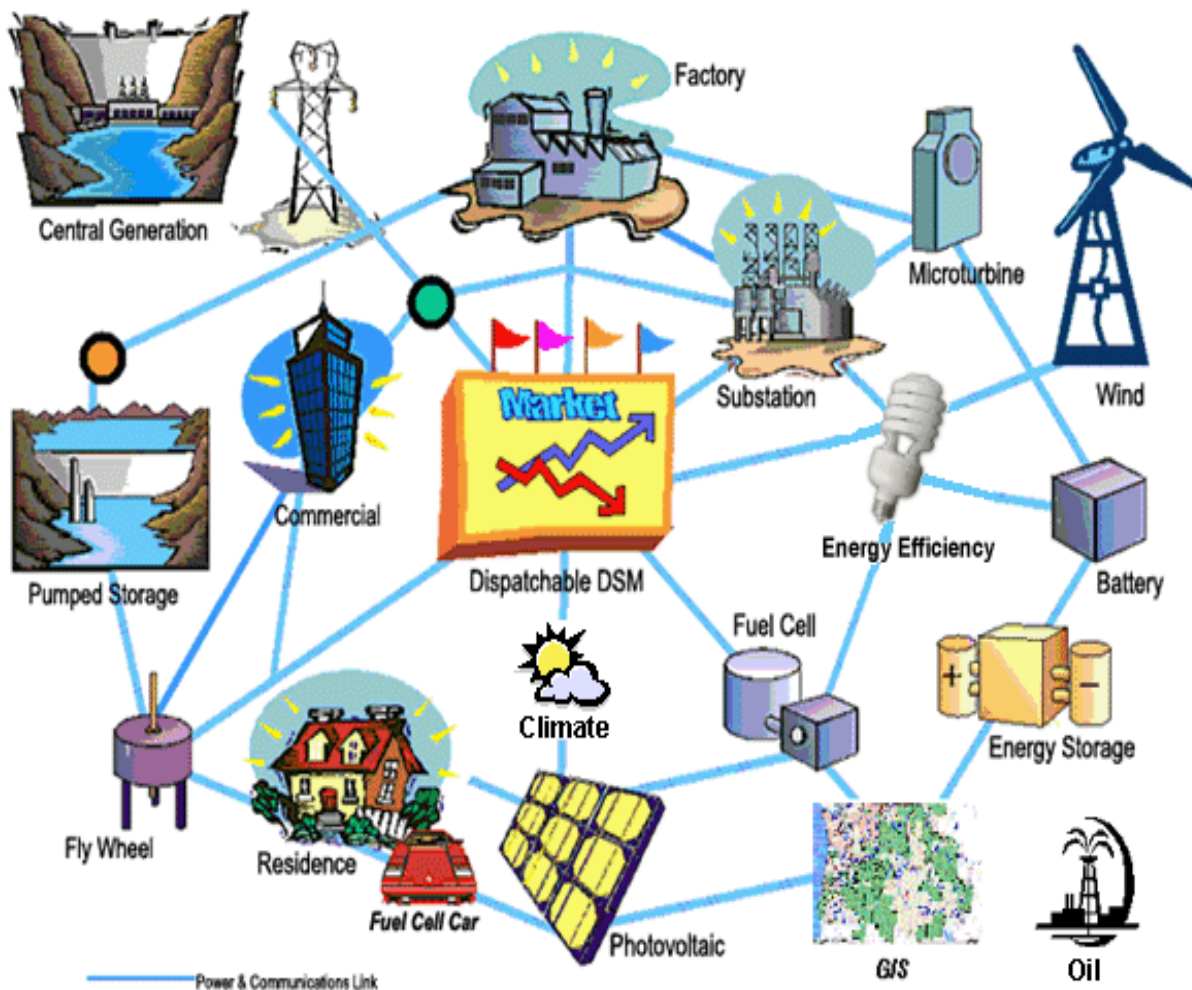 Factory
Central Generation
Microturbine
Wind
Substation
Market
Commercial
Energy Efficiency
Pumped Storage
Dispatchable DSM
Battery
Fuel Cell
Climate
+
−
Energy Storage
Fly Wheel
Residence
Fuel Cell Car
Photovoltaic
GIS
Oil
Power & Communications Link